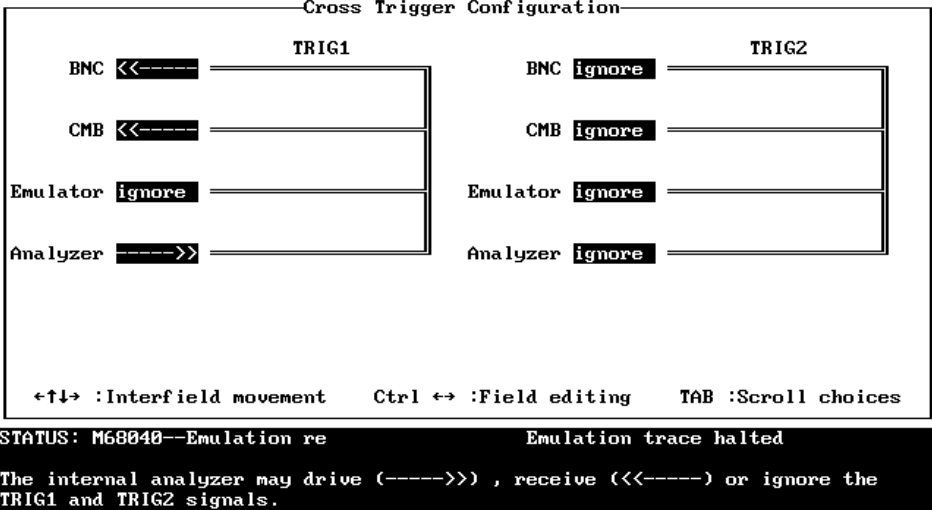 Cross Trigger Configuration
TRIG1 TRIG2
BNC <<----- BNC ignore
CMB <<----- CMB ignore
Emulator ignore Emulator ignore
Analyzer ----->> Analyzer ignore
←↑↓→ :Interfield movement Ctrl ↔ :Field editing TAB :Scroll choices
STATUS: M68040--Emulation re Emulation trace halted
The internal analyzer may drive (----->>) , receive (<<-----) or ignore the
TRIG1 and TRIG2 signals.